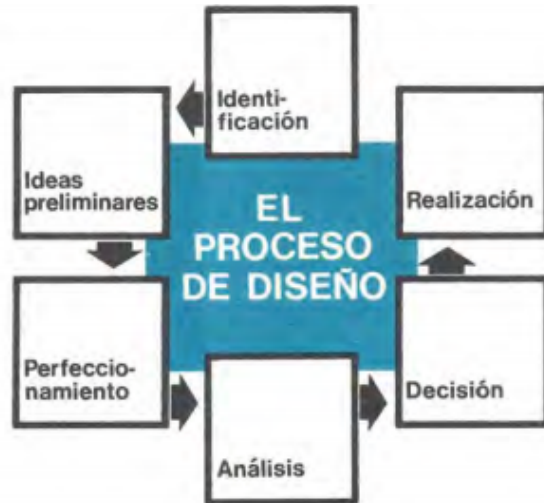 Identi-
ficación
Ideas
preliminares
Realización
EL
PROCESO
DE DISEÑO
Perfeccio-
namiento
Análisis
Decisión